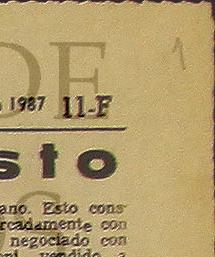 1987 11-F
sto
ano. Esto cons-
rcadamente con
negociado con
vendido a